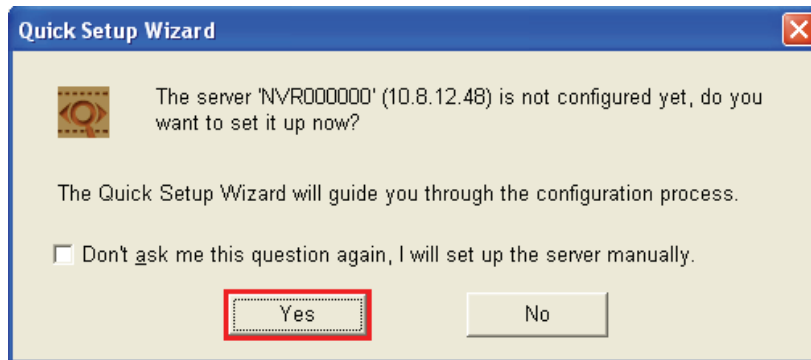 Quick Setup Wizard
The server 'NVR000000' (10.8.12.48) is not configured yet, do you
want to set it up now?
The Quick Setup Wizard will guide you through the configuration process.
Don't ask me this question again, I will set up the server manually.
Yes
No